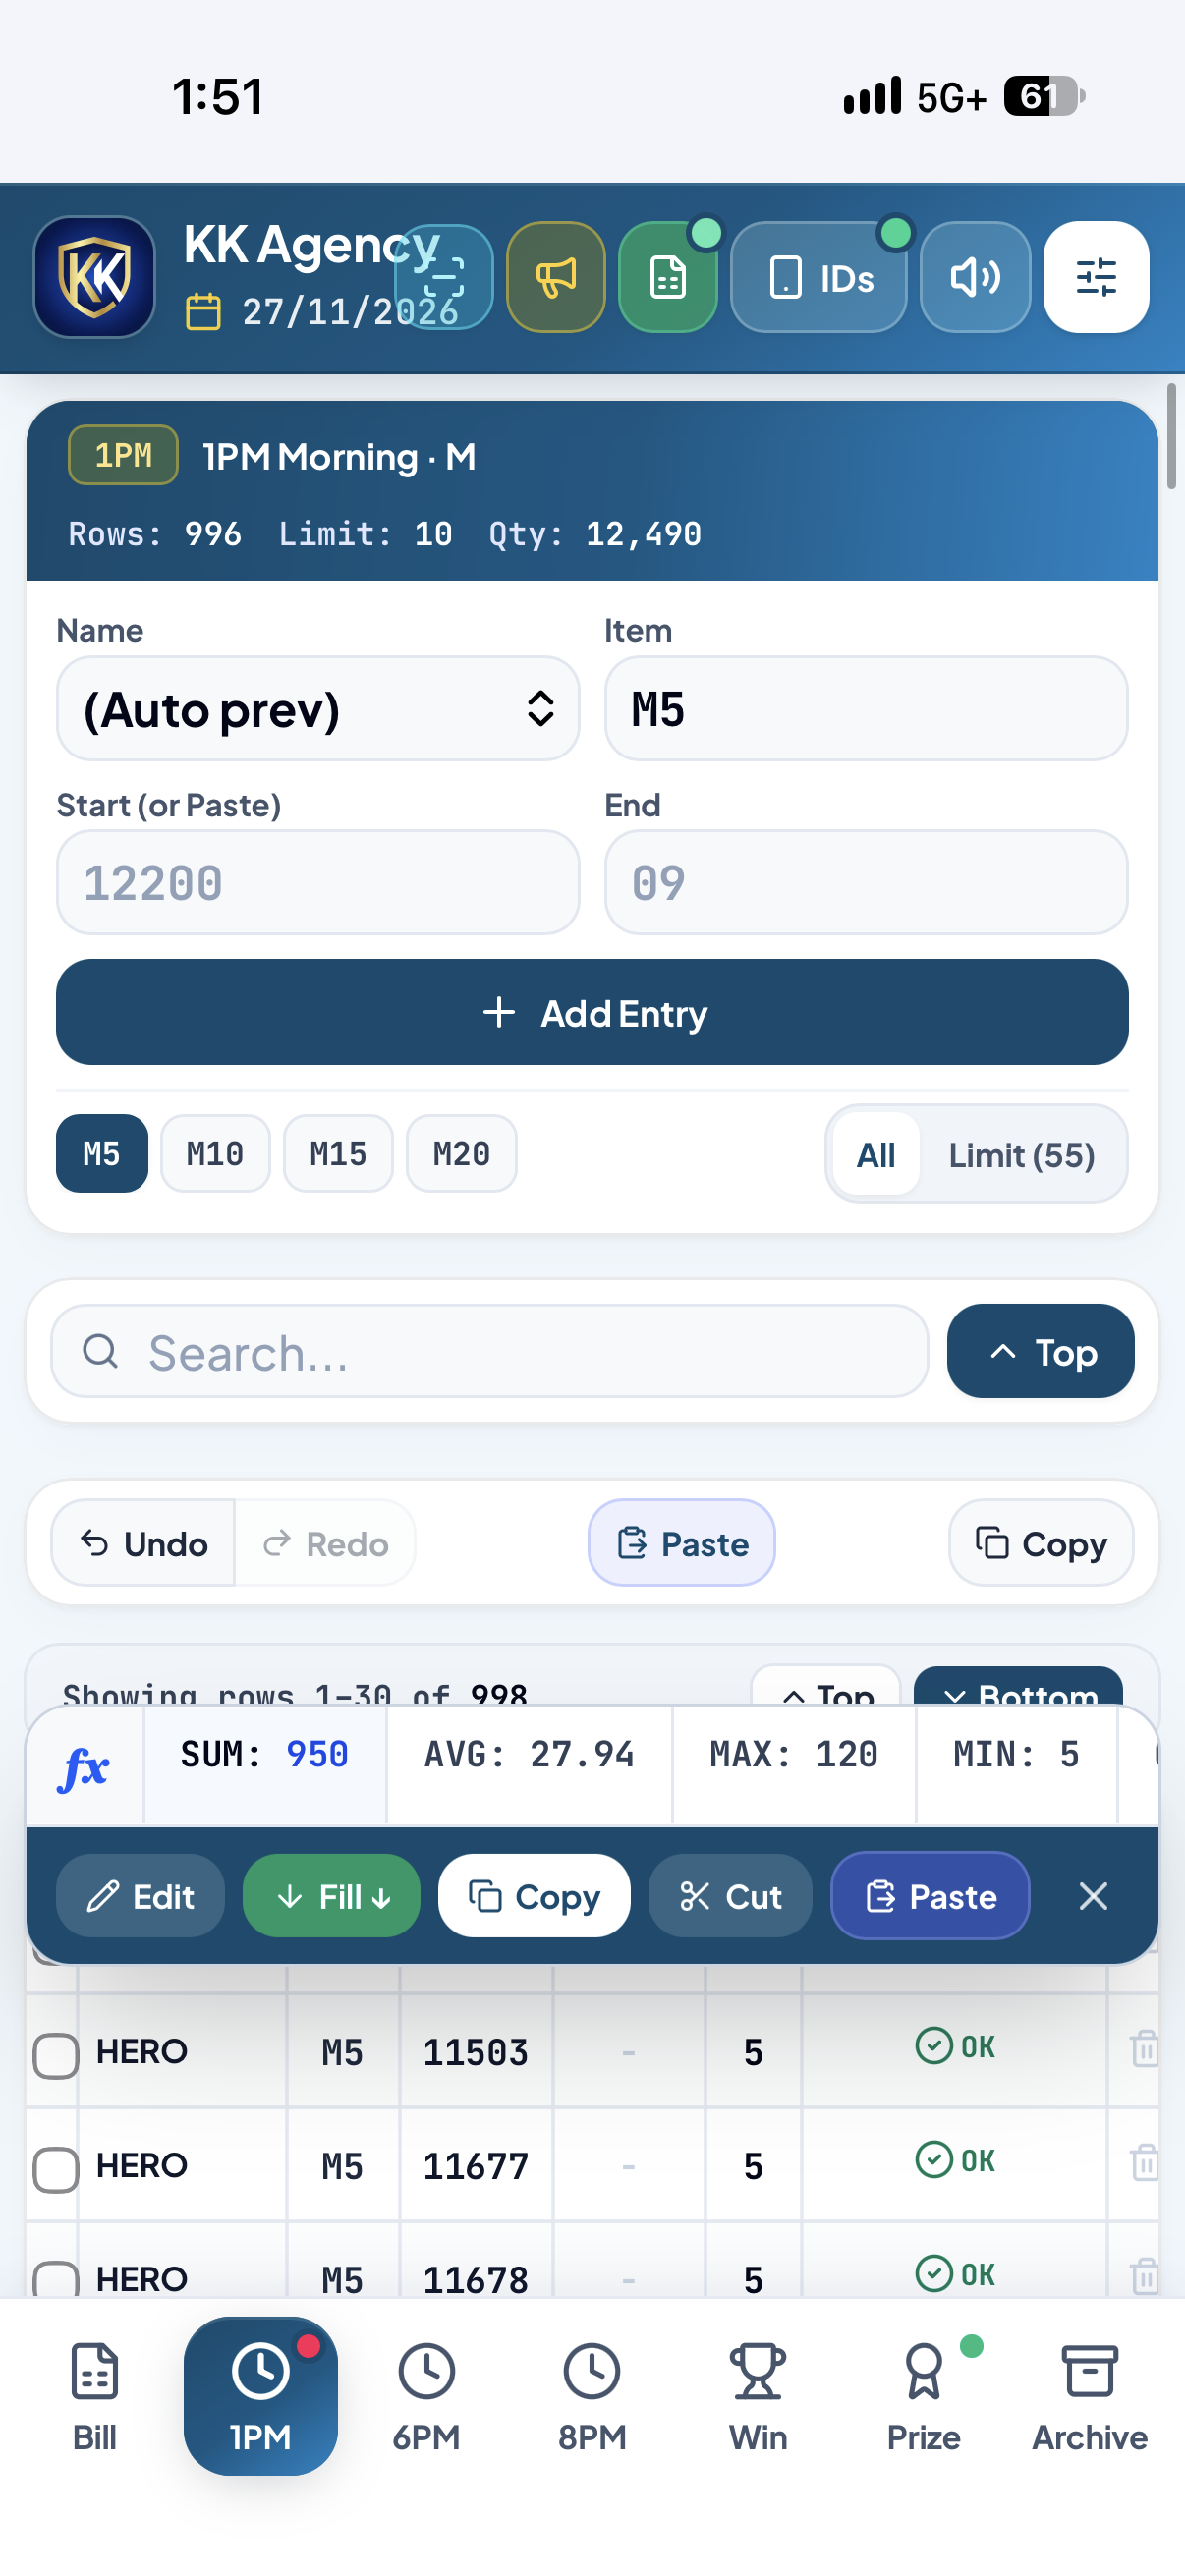 1:51 5G+ 61
KK KK Agency
27/11/2026
IDs
1PM 1PM Morning · M
Rows: 996 Limit: 10 Qty: 12,490
Name Item
(Auto prev) M5
Start (or Paste) End
12200 09
+ Add Entry
M5 M10 M15 M20 All Limit (55)
Search... Top
Undo Redo Paste Copy
Showing rows 1-30 of 998 Top Bottom
fx SUM: 950 AVG: 27.94 MAX: 120 MIN: 5
Edit Fill ↓ Copy Cut Paste
HERO M5 11503 - 5 OK
HERO M5 11677 - 5 OK
HERO M5 11678 - 5 OK
Bill 1PM 6PM 8PM Win Prize Archive